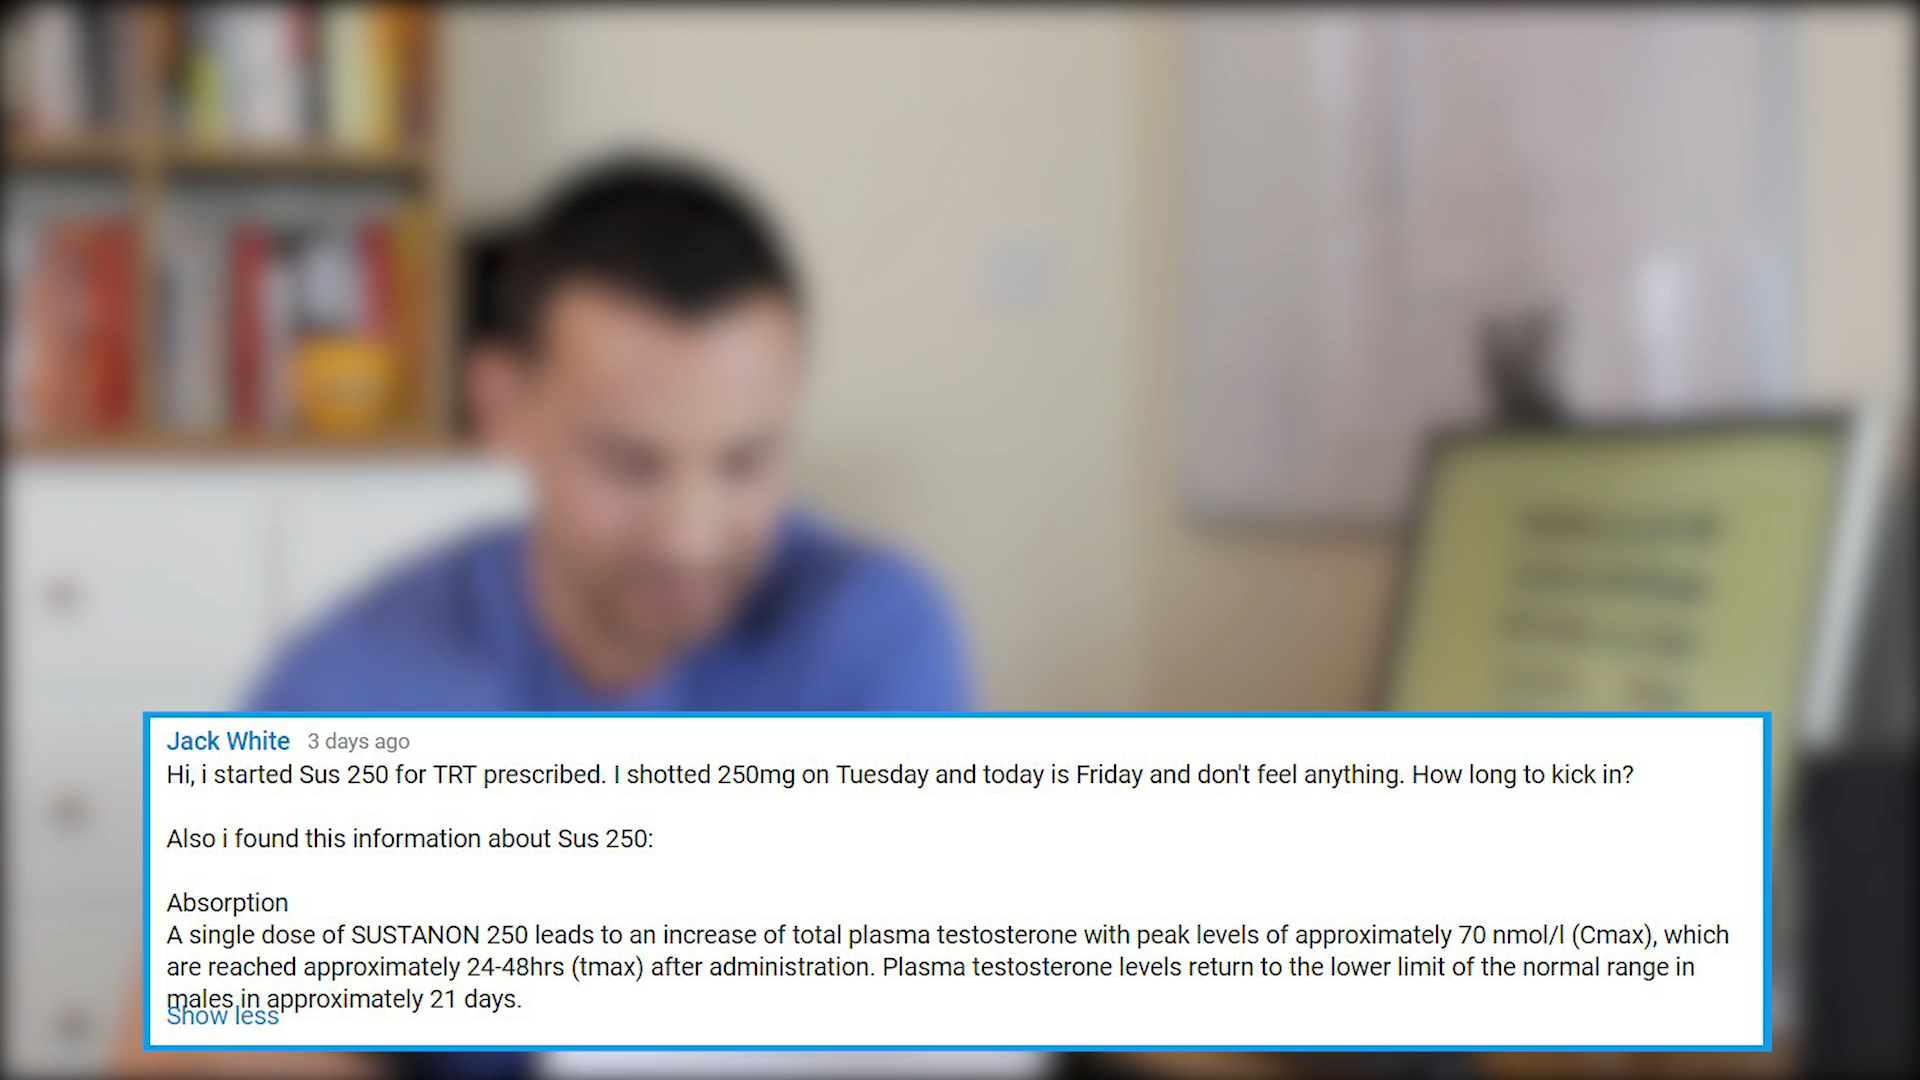 Jack White 3 days ago
Hi, i started Sus 250 for TRT prescribed. I shotted 250mg on Tuesday and today is Friday and don't feel anything. How long to kick in?
Also i found this information about Sus 250:
Absorption
A single dose of SUSTANON 250 leads to an increase of total plasma testosterone with peak levels of approximately 70 nmol/l (Cmax), which
are reached approximately 24-48hrs (tmax) after administration. Plasma testosterone levels return to the lower limit of the normal range in
males in approximately 21 days.
Show less